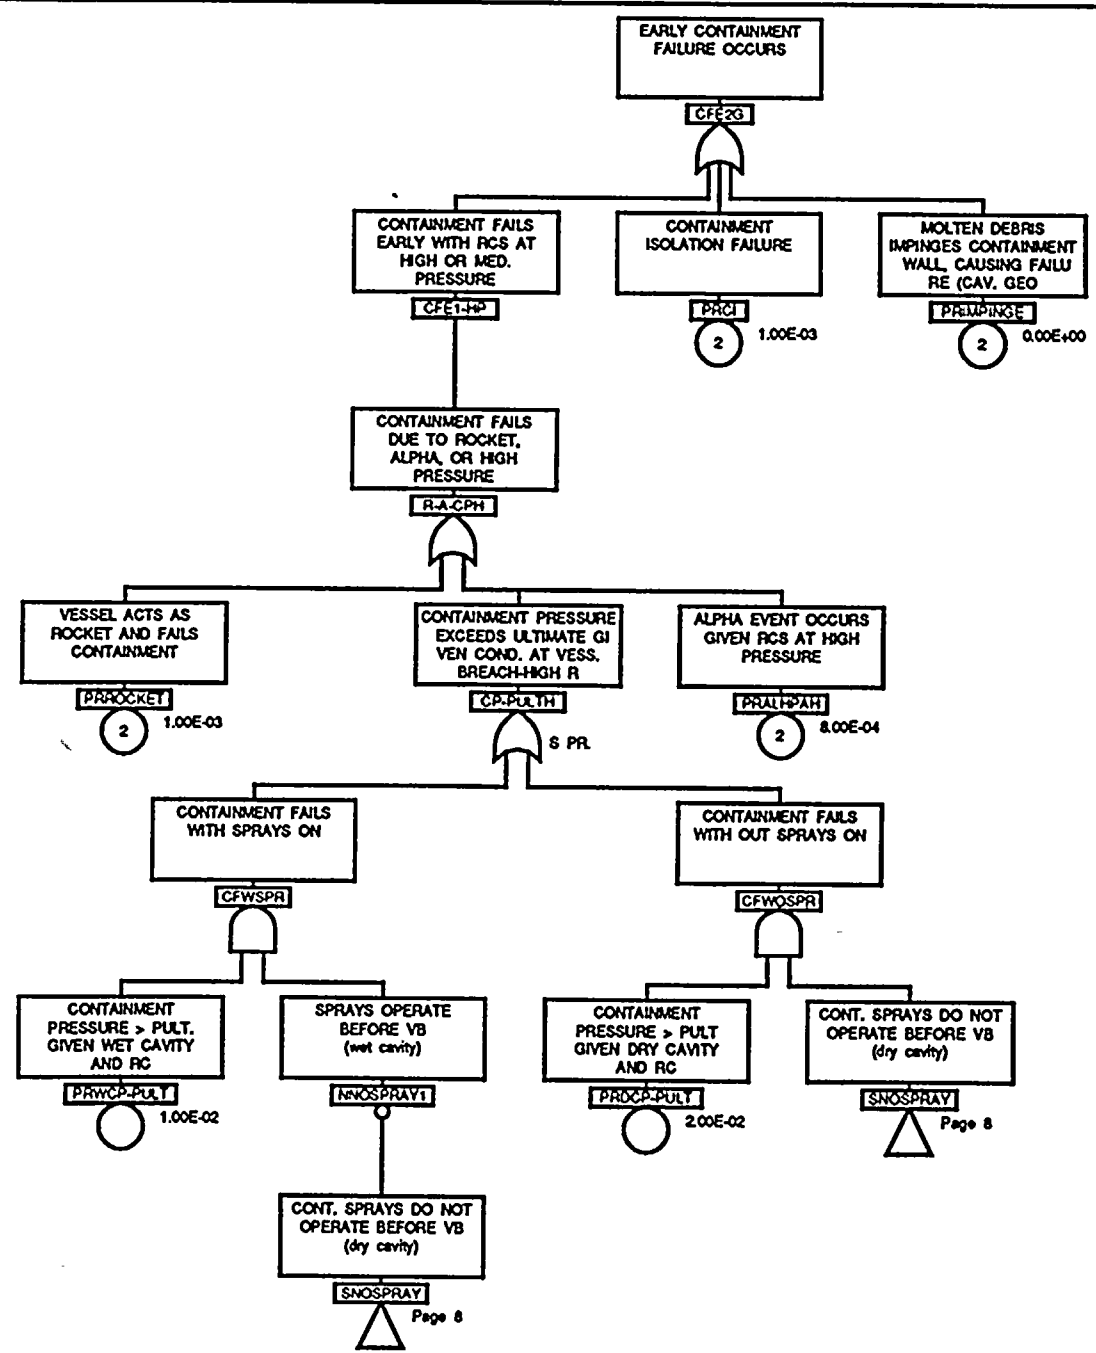 EARLY CONTAINMENT
FAILURE OCCURS
CFE2G
CONTAINMENT FAILS
EARLY WITH RCS AT
HIGH OR MED.
PRESSURE
CFE1-HP
CONTAINMENT
ISOLATION FAILURE
PRCI
2
1.00E-03
MOLTEN DEBRIS
IMPINGES CONTAINMENT
WALL, CAUSING FAILU
RE (CAV. GEO
PRIMPINGE
2
0.00E+00
CONTAINMENT FAILS
DUE TO ROCKET,
ALPHA, OR HIGH
PRESSURE
R-A-CPH
VESSEL ACTS AS
ROCKET AND FAILS
CONTAINMENT
PRROCKET
2
1.00E-03
CONTAINMENT PRESSURE
EXCEEDS ULTIMATE GI
VEN COND. AT VESS.
BREACH-HIGH R
CP-PULTH
S PR.
ALPHA EVENT OCCURS
GIVEN RCS AT HIGH
PRESSURE
PRALHPAH
2
8.00E-04
CONTAINMENT FAILS
WITH SPRAYS ON
CFWSPR
CONTAINMENT FAILS
WITH OUT SPRAYS ON
CFWOSPR
CONTAINMENT
PRESSURE > PULT.
GIVEN WET CAVITY
AND RC
PRWCP-PULT
1.00E-02
SPRAYS OPERATE
BEFORE VB
(wet cavity)
NNOSPRAY1
CONTAINMENT
PRESSURE > PULT
GIVEN DRY CAVITY
AND RC
PRDCP-PULT
2.00E-02
CONT. SPRAYS DO NOT
OPERATE BEFORE VB
(dry cavity)
SNOSPRAY
Page 8
CONT. SPRAYS DO NOT
OPERATE BEFORE VB
(dry cavity)
SNOSPRAY
Page 8